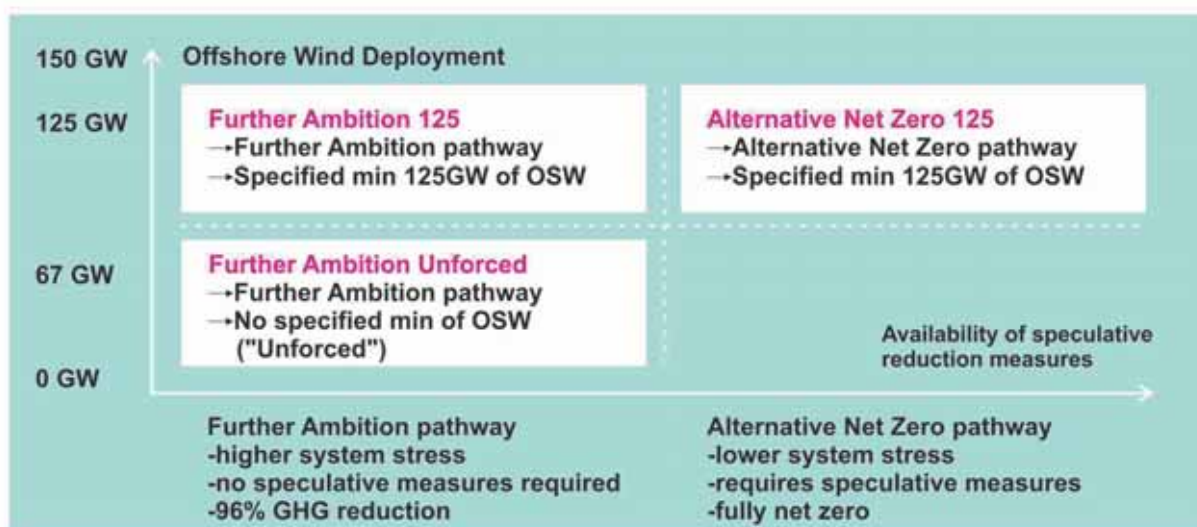 150 GW
Offshore Wind Deployment
125 GW
Further Ambition 125
→Further Ambition pathway
→Specified min 125GW of OSW
Alternative Net Zero 125
→Alternative Net Zero pathway
→Specified min 125GW of OSW
67 GW
Further Ambition Unforced
→Further Ambition pathway
→No specified min of OSW
("Unforced")
Availability of speculative
reduction measures
0 GW
Further Ambition pathway
-higher system stress
-no speculative measures required
-96% GHG reduction
Alternative Net Zero pathway
-lower system stress
-requires speculative measures
-fully net zero